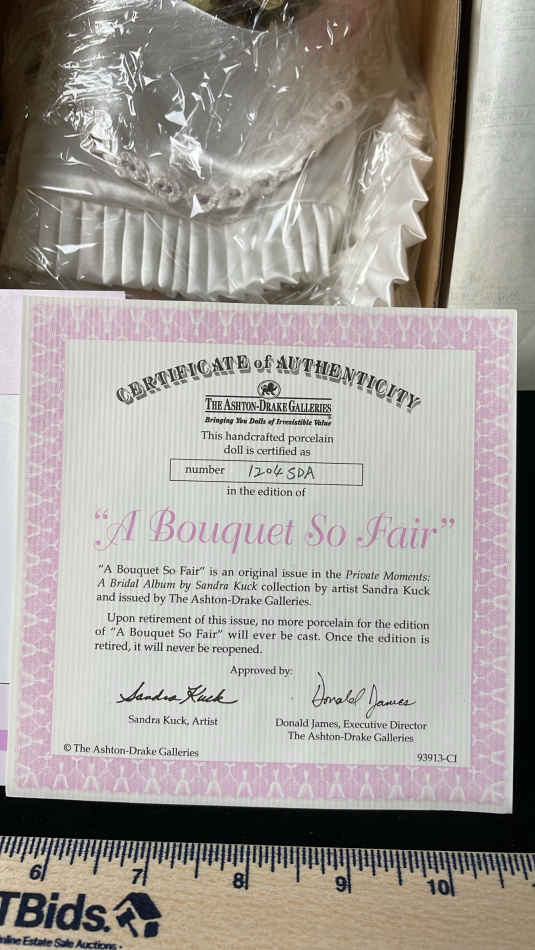 CERTIFICATE of AUTHENTICITY
THE ASHTON-DRAKE GALLERIES
Bringing You Dolls of Irresistible Value
This handcrafted porcelain
doll is certified as
number 1204 SDA
in the edition of
“A Bouquet So Fair”
“A Bouquet So Fair” is an original issue in the Private Moments:
A Bridal Album by Sandra Kuck collection by artist Sandra Kuck
and issued by The Ashton-Drake Galleries.
Upon retirement of this issue, no more porcelain for the edition
of “A Bouquet So Fair” will ever be cast. Once the edition is
retired, it will never be reopened.
Approved by:
Sandra Kuck Donald James
Sandra Kuck, Artist
Donald James, Executive Director
The Ashton-Drake Galleries
© The Ashton-Drake Galleries
93913-CI
6 7 8 9 10
TBids.
nline Estate Sale Auctions